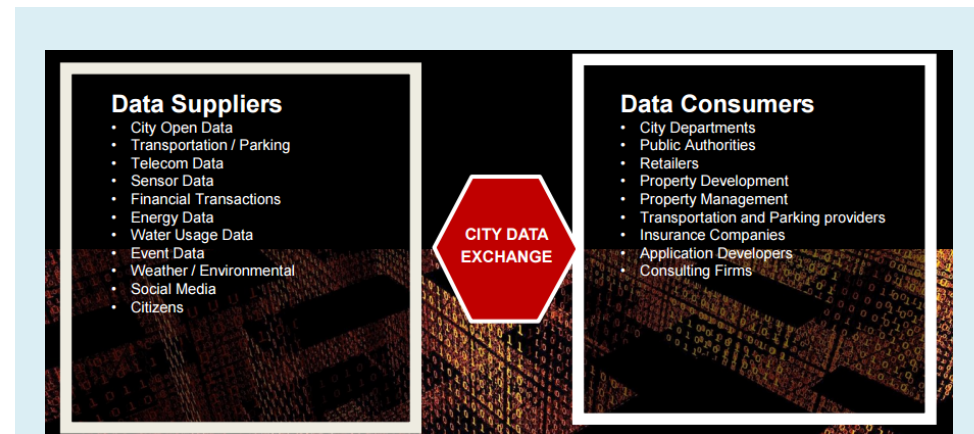 Data Suppliers
• City Open Data
• Transportation / Parking
• Telecom Data
• Sensor Data
• Financial Transactions
• Energy Data
• Water Usage Data
• Event Data
• Weather / Environmental
• Social Media
• Citizens
CITY DATA
EXCHANGE
Data Consumers
• City Departments
• Public Authorities
• Retailers
• Property Development
• Property Management
• Transportation and Parking providers
• Insurance Companies
• Application Developers
• Consulting Firms